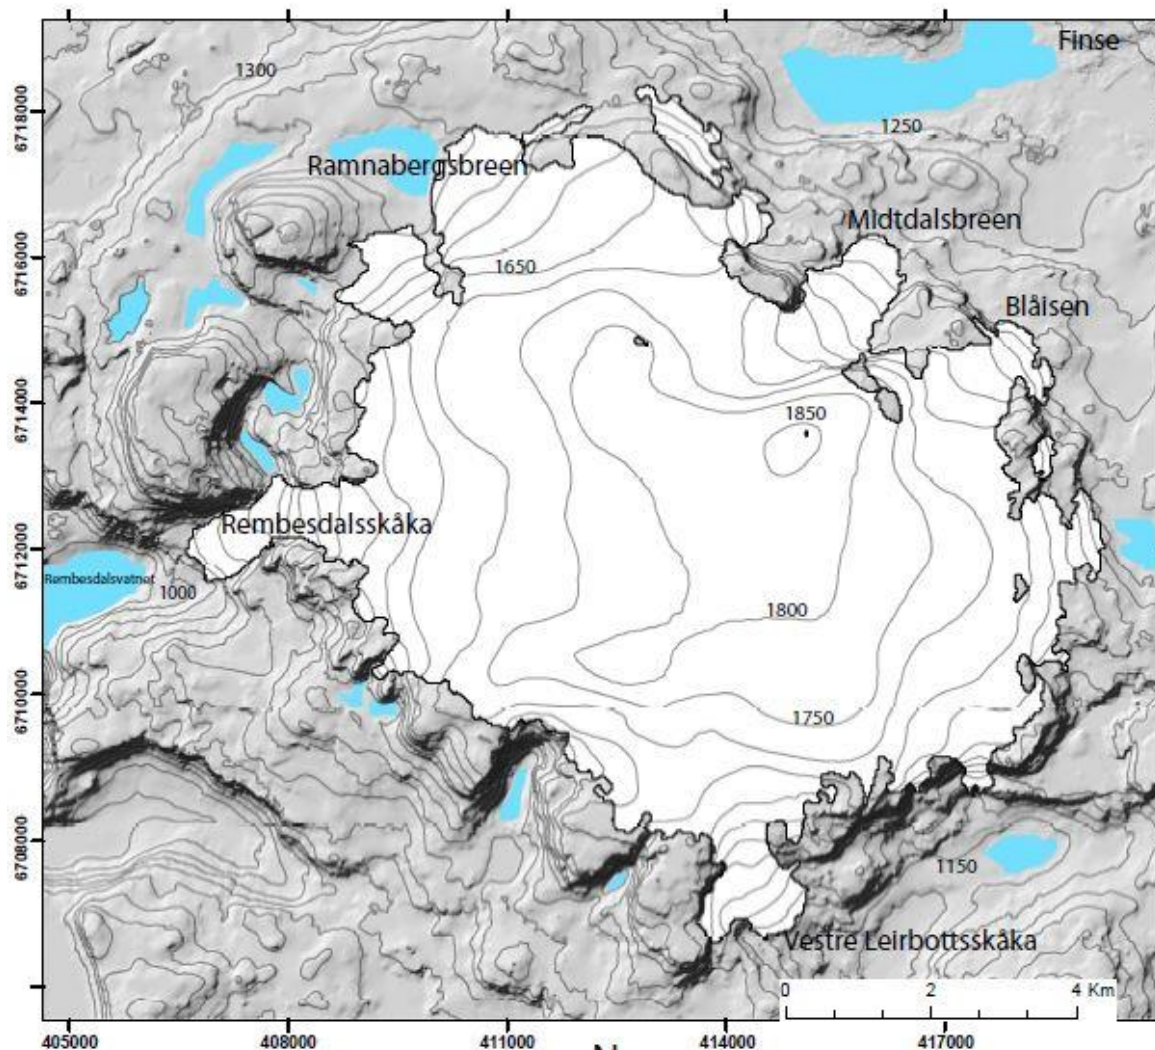 Finse
1300
1250
Ramnabergsbreen
MIdtdalsbreen
1650
Blåisen
1850
Rembesdalsskåka
Rembesdalsvatnet
1000
1800
1750
1150
Vestre Leirbottsskåka
0 2 4 Km
6718000
6716000
6714000
6712000
6710000
6708000
405000 408000 411000 414000 417000
N